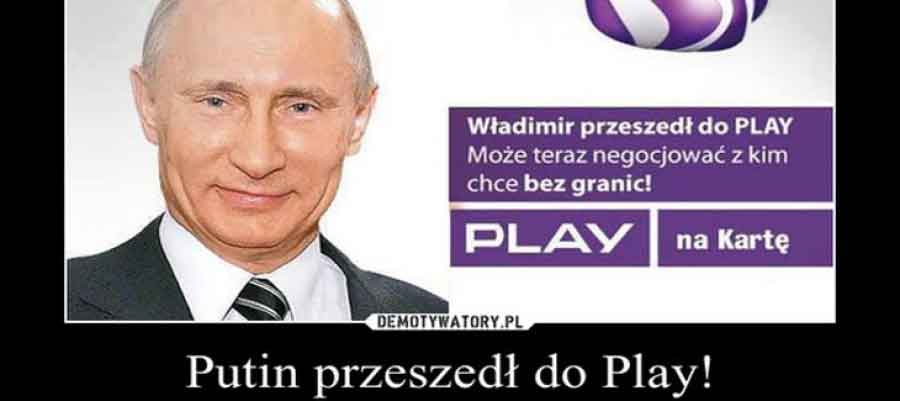 Władimir przeszedł do PLAY
Może teraz negocjować z kim
chce bez granic!
PLAY na Kartę
DEMOTYWATORY.PL
Putin przeszedł do Play!